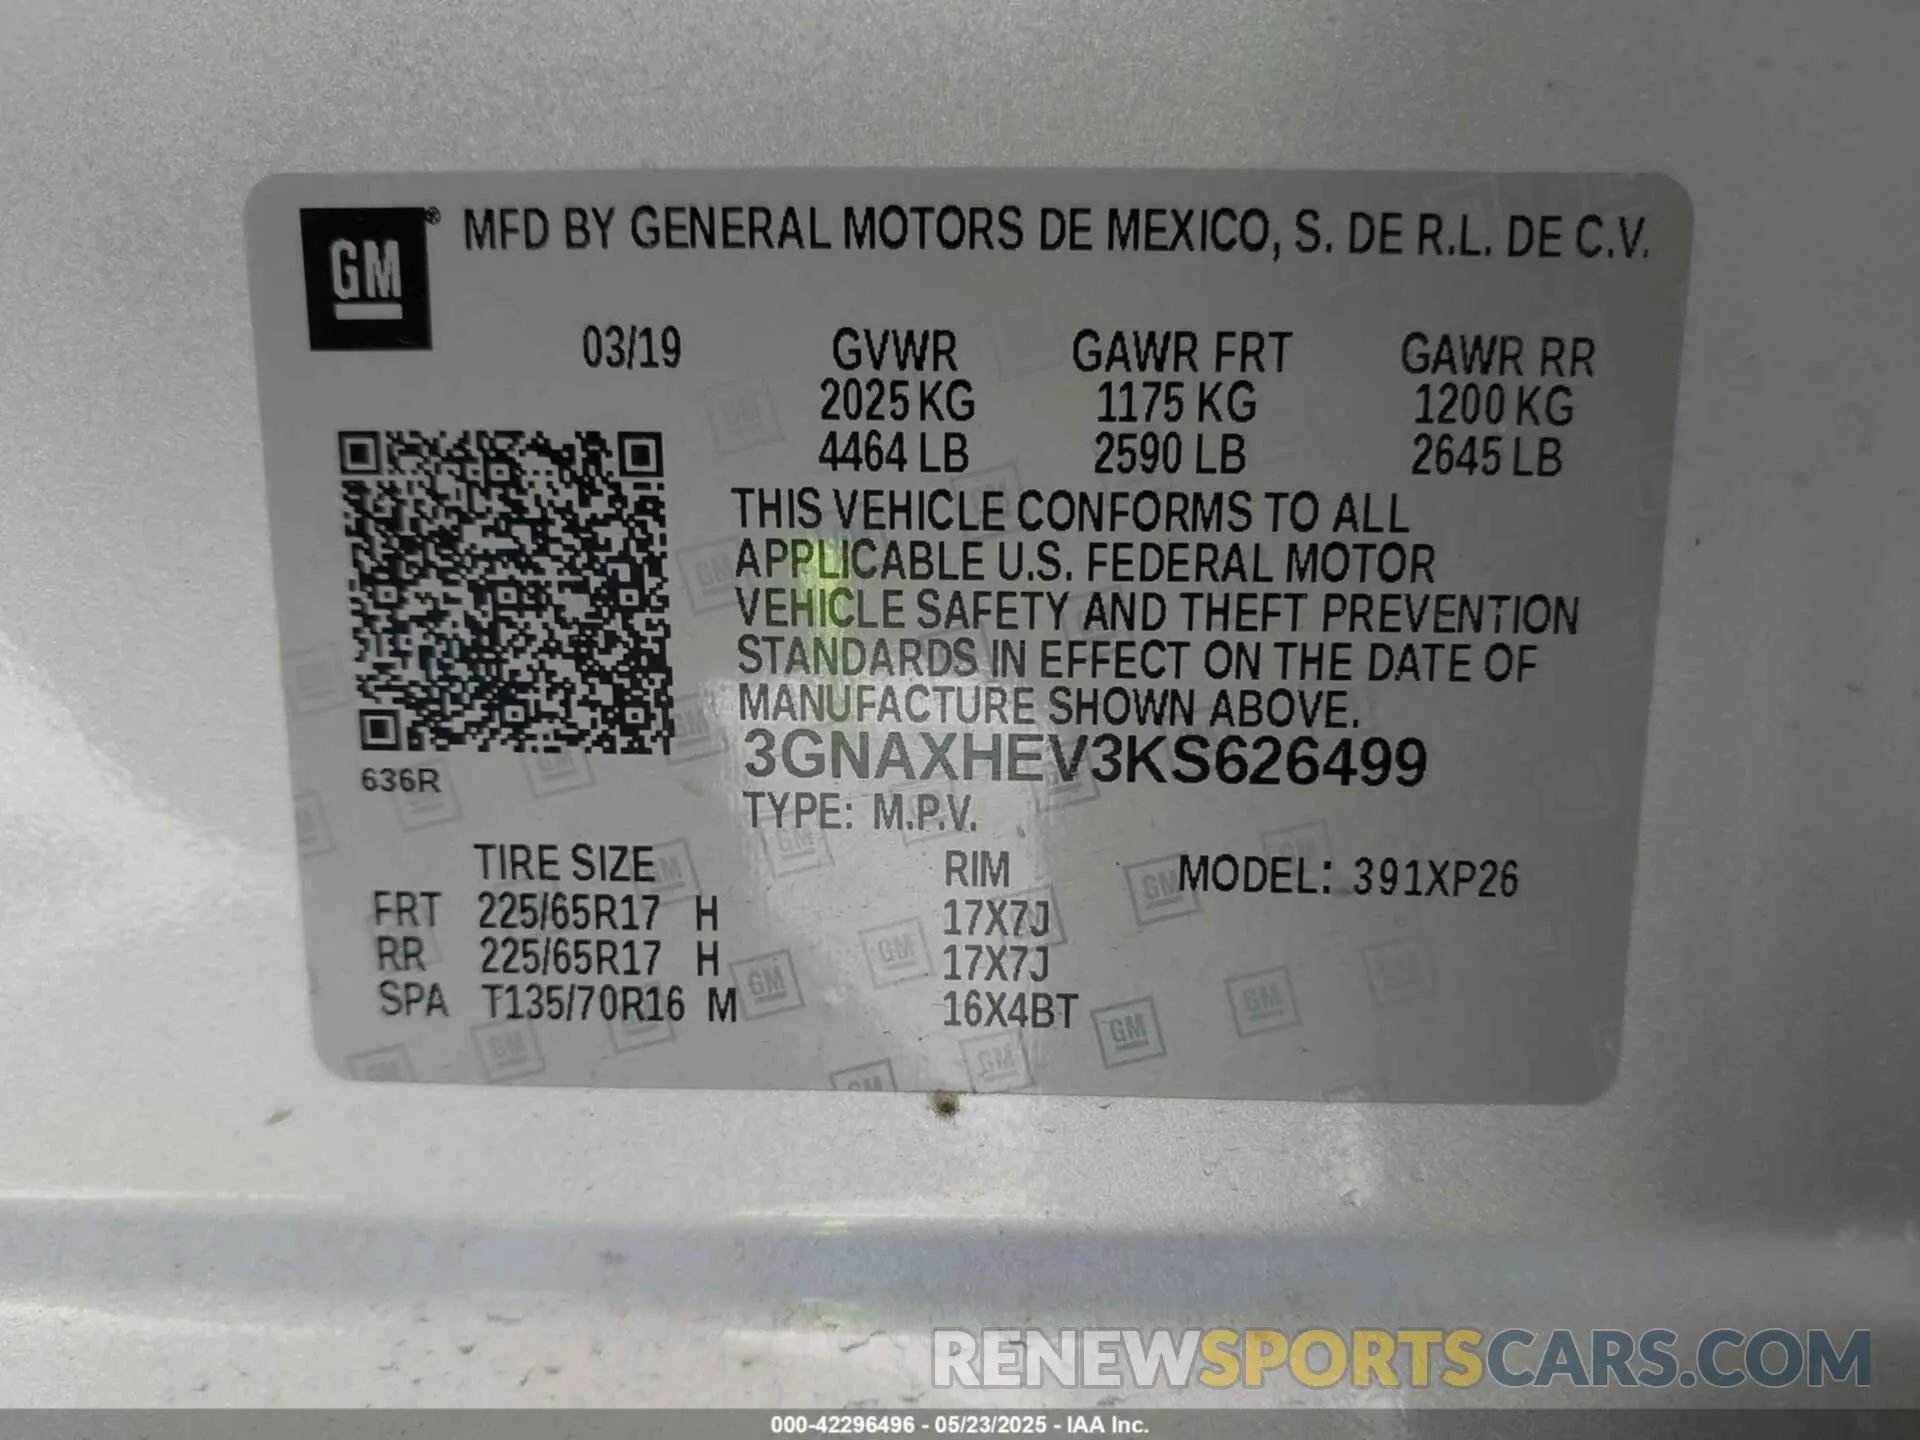 GM® MFD BY GENERAL MOTORS DE MEXICO, S. DE R.L. DE C.V.
03/19 GVWR GAWR FRT GAWR RR
2025 KG 1175 KG 1200 KG
4464 LB 2590 LB 2645 LB
THIS VEHICLE CONFORMS TO ALL
APPLICABLE U.S. FEDERAL MOTOR
VEHICLE SAFETY AND THEFT PREVENTION
STANDARDS IN EFFECT ON THE DATE OF
MANUFACTURE SHOWN ABOVE.
3GNAXHEV3KS626499
636R
TYPE: M.P.V.
TIRE SIZE RIM MODEL: 391XP26
FRT 225/65R17 H 17X7J
RR 225/65R17 H 17X7J
SPA T135/70R16 M 16X4BT
RENEWSPORTSCARS.COM
000-42296496 - 05/23/2025 - IAA Inc.